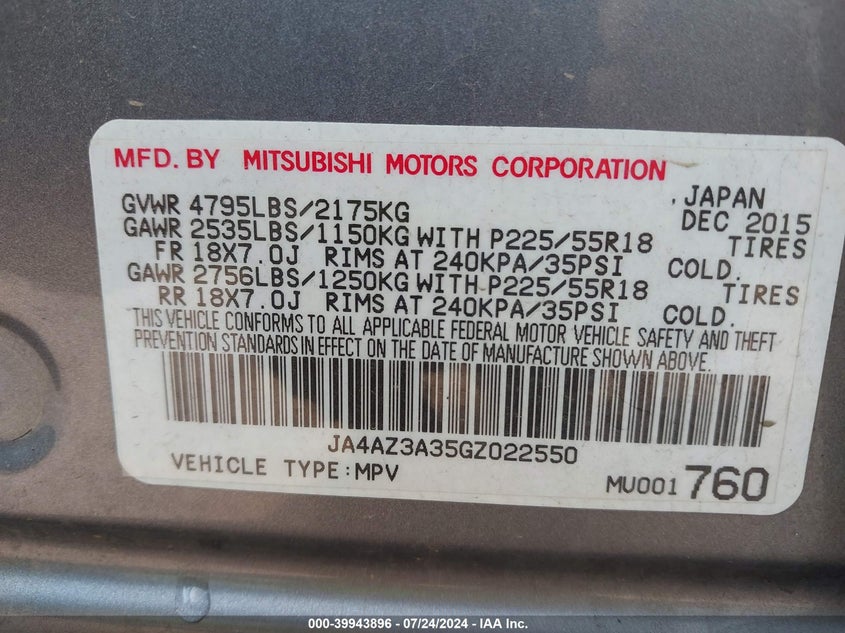 MFD. BY MITSUBISHI MOTORS CORPORATION
. JAPAN
GVWR 4795LBS/2175KG DEC 2015
GAWR 2535LBS/1150KG WITH P225/55R18 TIRES
FR 18X7.0J RIMS AT 240KPA/35PSI COLD.
GAWR 2756LBS/1250KG WITH P225/55R18 TIRES
RR 18X7.0J RIMS AT 240KPA/35PSI COLD.
THIS VEHICLE CONFORMS TO ALL APPLICABLE FEDERAL MOTOR VEHICLE SAFETY AND THEFT
PREVENTION STANDARDS IN EFFECT ON THE DATE OF MANUFACTURE SHOWN ABOVE.
JA4AZ3A35GZ022550
VEHICLE TYPE:MPV MU001 760
000-39943896 - 07/24/2024 - IAA Inc.